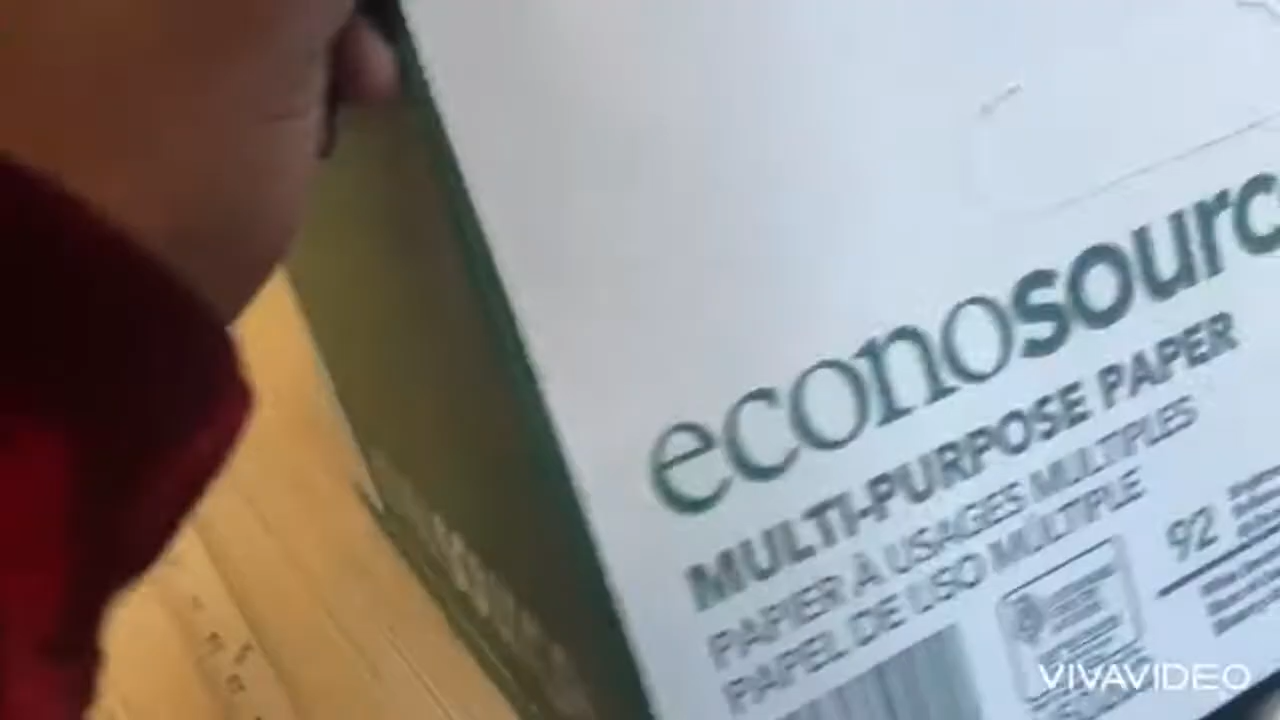 econosourc
MULTI-PURPOSE PAPER
PAPIER À USAGES MULTIPLES
PAPEL DE USO MÚLTIPLE
92
VIVAVIDEO